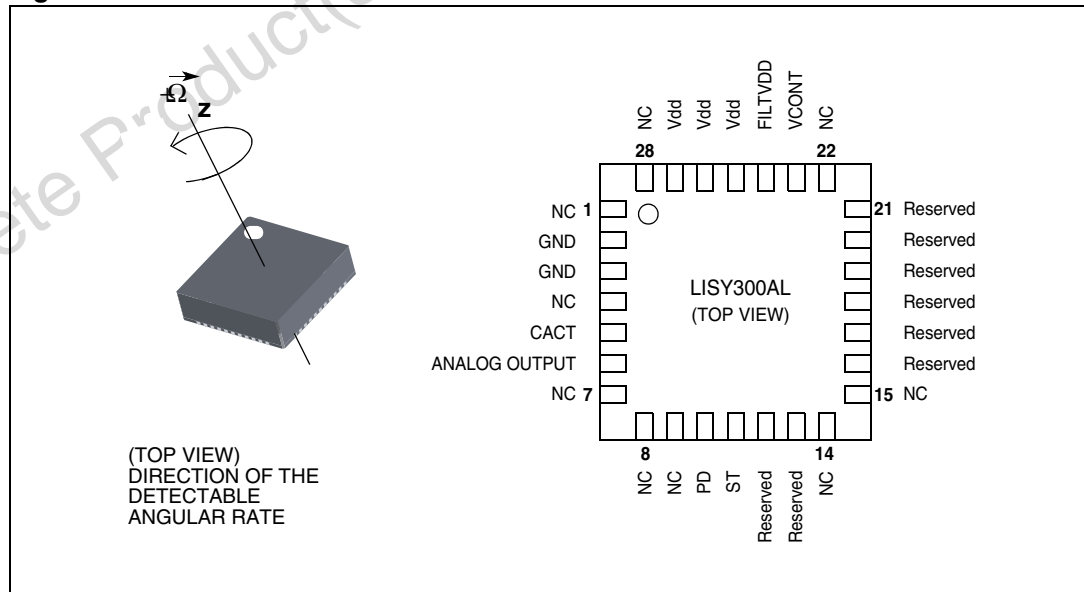 +Ω
z
NC
Vdd
Vdd
Vdd
FILTVDD
VCONT
NC
28
22
NC 1
GND
GND
NC
CACT
ANALOG OUTPUT
NC 7
LISY300AL
(TOP VIEW)
21 Reserved
Reserved
Reserved
Reserved
Reserved
Reserved
15 NC
8
14
NC
NC
PD
ST
Reserved
Reserved
NC
(TOP VIEW)
DIRECTION OF THE
DETECTABLE
ANGULAR RATE